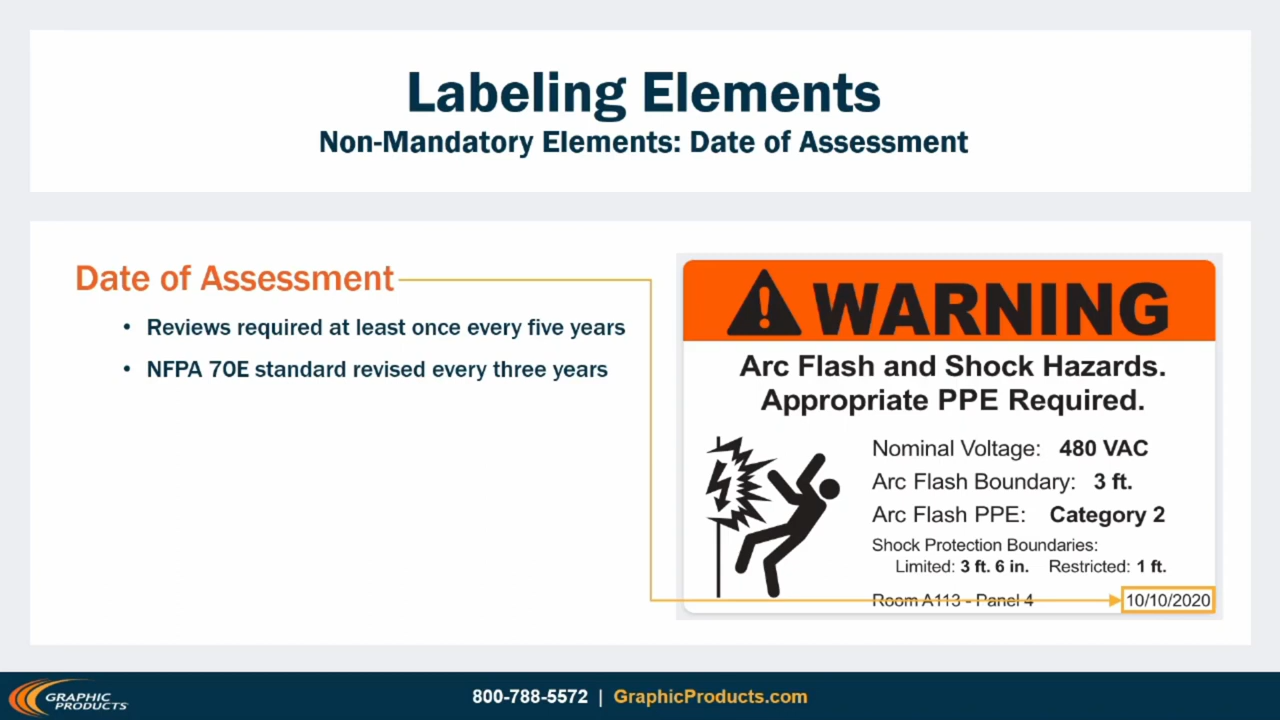 Labeling Elements
Non-Mandatory Elements: Date of Assessment
Date of Assessment
• Reviews required at least once every five years
• NFPA 70E standard revised every three years
WARNING
Arc Flash and Shock Hazards.
Appropriate PPE Required.
Nominal Voltage: 480 VAC
Arc Flash Boundary: 3 ft.
Arc Flash PPE: Category 2
Shock Protection Boundaries:
Limited: 3 ft. 6 in. Restricted: 1 ft.
Room A113 - Panel 4 10/10/2020
GRAPHIC
PRODUCTS
800-788-5572 | GraphicProducts.com